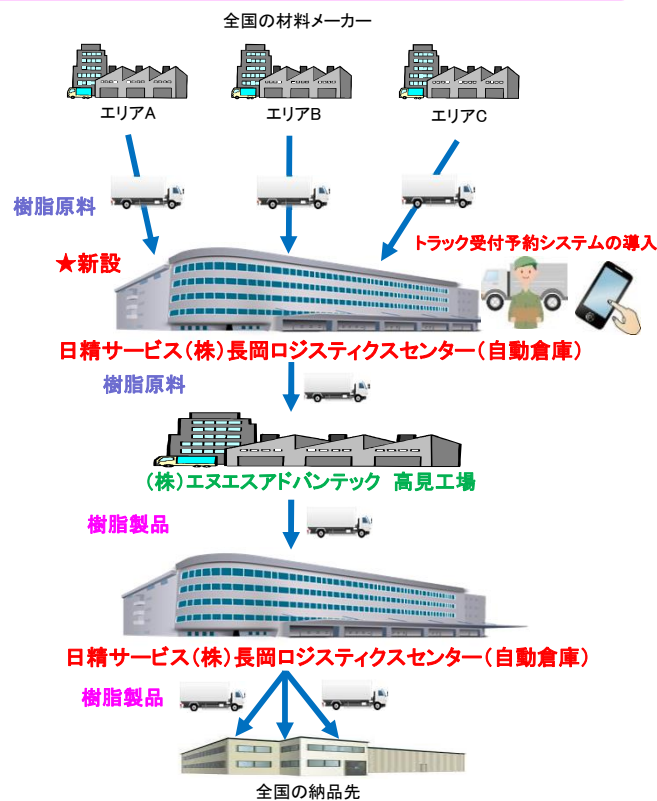 全国の材料メーカー
エリアA
エリアB
エリアC
樹脂原料
★新設
トラック受付予約システムの導入
日精サービス(株)長岡ロジスティクスセンター(自動倉庫)
樹脂原料
(株)エヌエスアドバンテック 高見工場
樹脂製品
日精サービス(株)長岡ロジスティクスセンター(自動倉庫)
樹脂製品
全国の納品先